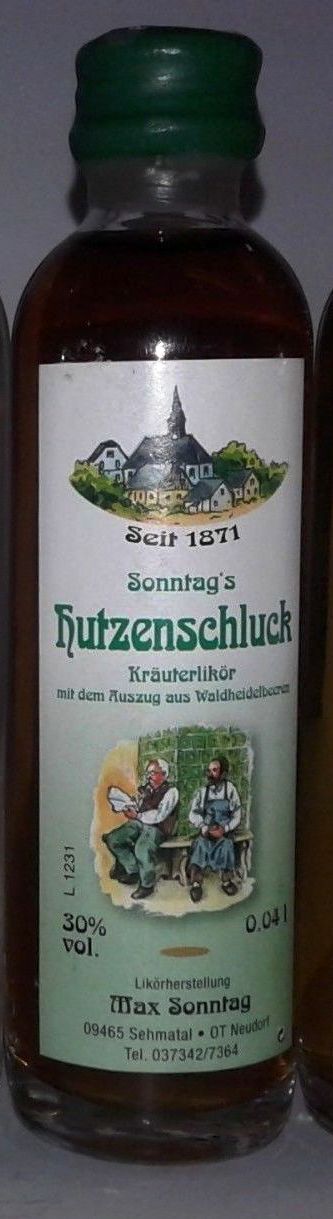 Seit 1871
Sonntag's
Hutzenschluck
Kräuterlikör
mit dem Auszug aus Waldheidelbeeren
L 1231
30%
vol.
0.04 l
Likörherstellung
Max Sonntag
09465 Sehmatal • OT Neudorf
Tel. 037342/7364